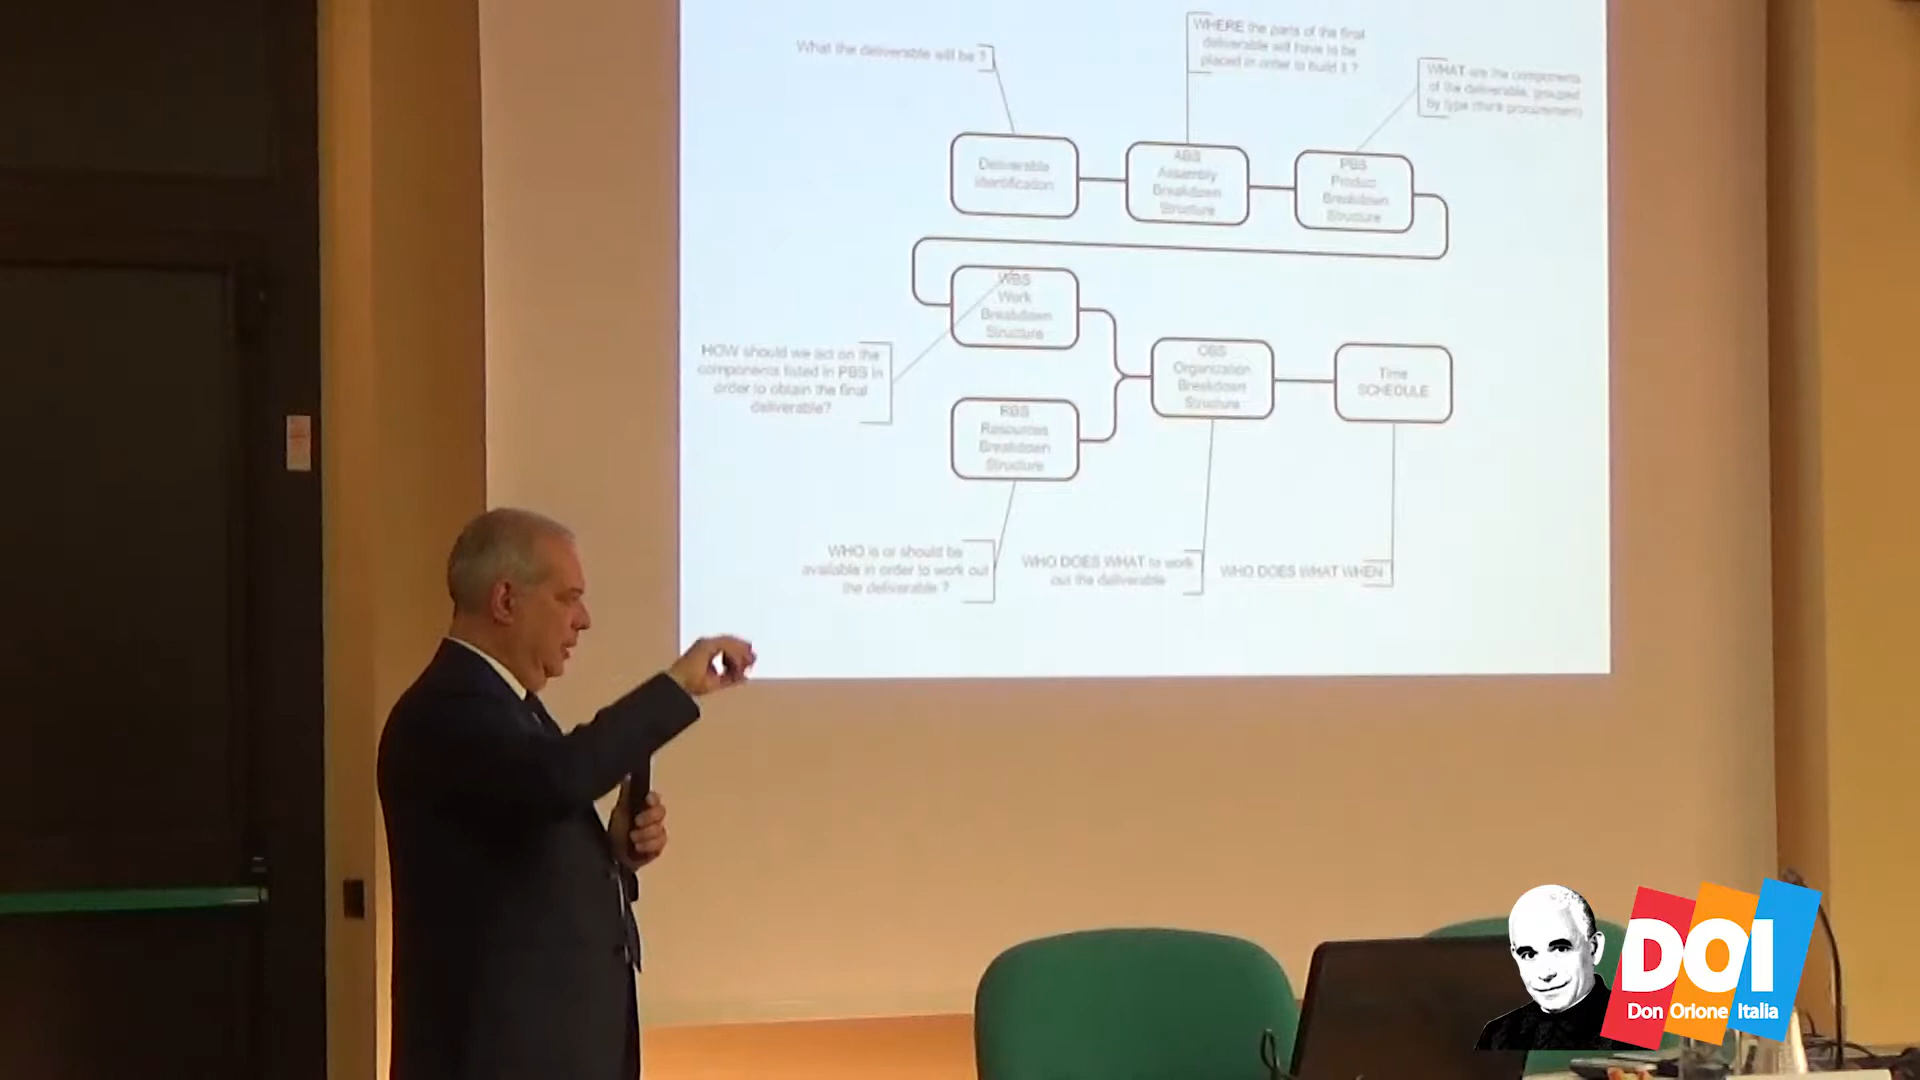 What the deliverable will be ?
WHERE the parts of the final
deliverable will have to be
placed in order to build it ?
WHAT are the components
of the deliverable, grouped
by type (think procurement)
Deliverable
identification
ABS
Assembly
Breakdown
Structure
PBS
Product
Breakdown
Structure
WBS
Work
Breakdown
Structure
HOW should we act on the
components listed in PBS in
order to obtain the final
deliverable?
RBS
Resources
Breakdown
Structure
OBS
Organization
Breakdown
Structure
Time
SCHEDULE
WHO is or should be
available in order to work out
the deliverable ?
WHO DOES WHAT to work
out the deliverable
WHO DOES WHAT WHEN
DOI
Don Orione Italia